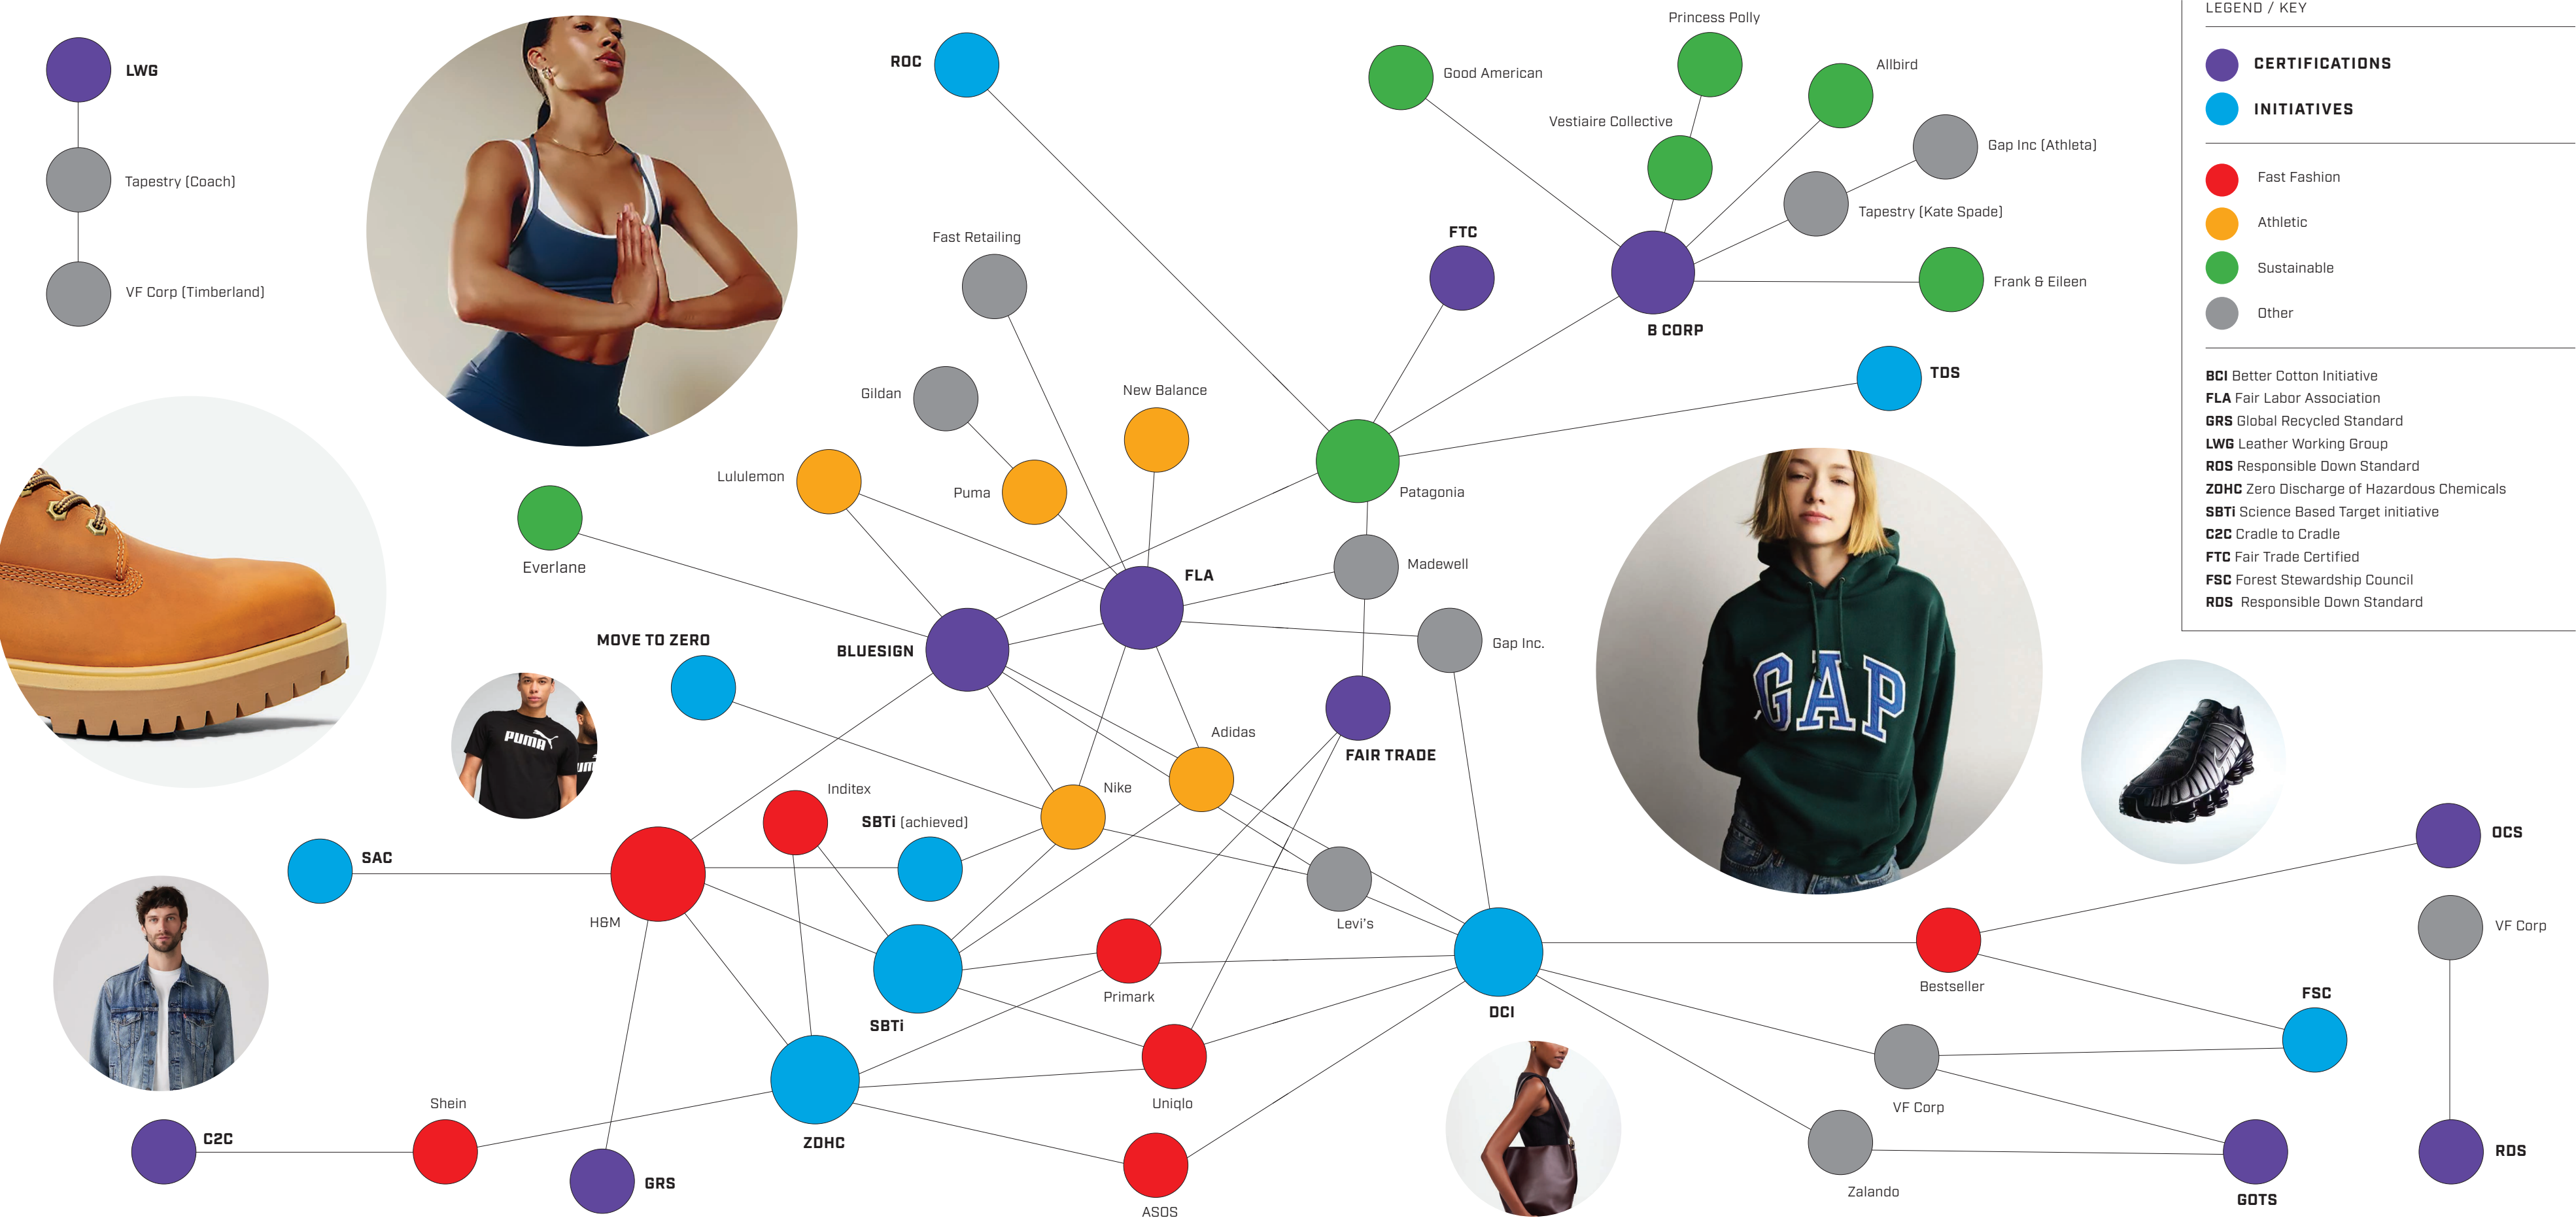 LWG
Tapestry (Coach)
VF Corp (Timberland)
ROC
Fast Retailing
Gildan
New Balance
Lululemon
Puma
Everlane
Good American
Princess Polly
Vestiaire Collective
Allbird
Gap Inc (Athleta)
Tapestry (Kate Spade)
FTC
B CORP
Frank & Eileen
TDS
Patagonia
Madewell
FLA
Gap Inc.
MOVE TO ZERO
BLUESIGN
PUMA
Adidas
FAIR TRADE
GAP
Nike
Inditex
SBTi (achieved)
SAC
H&M
Levi's
Primark
SBTi
DCI
Bestseller
OCS
VF Corp
FSC
VF Corp
Uniqlo
Shein
C2C
GRS
ZDHC
ASOS
Zalando
GOTS
RDS
LEGEND / KEY
CERTIFICATIONS
INITIATIVES
Fast Fashion
Athletic
Sustainable
Other
BCI Better Cotton Initiative
FLA Fair Labor Association
GRS Global Recycled Standard
LWG Leather Working Group
RDS Responsible Down Standard
ZDHC Zero Discharge of Hazardous Chemicals
SBTi Science Based Target initiative
C2C Cradle to Cradle
FTC Fair Trade Certified
FSC Forest Stewardship Council
RDS Responsible Down Standard